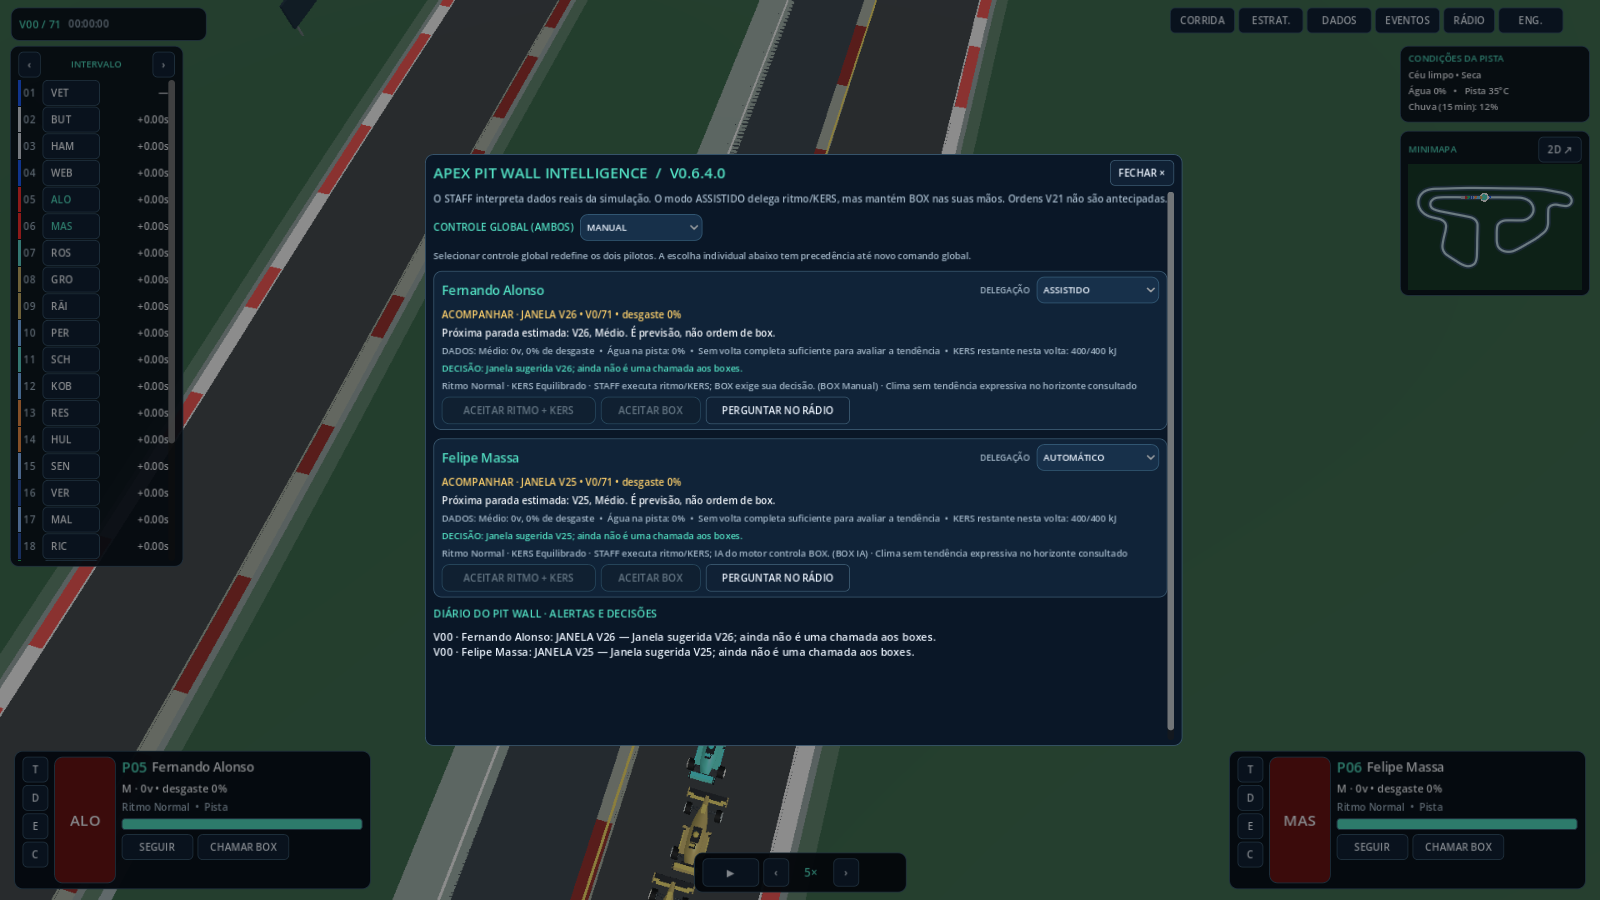 V00 / 71 00:00:00
CORRIDA ESTRAT. DADOS EVENTOS RÁDIO ENG.
‹ INTERVALO ›
01 VET —
02 BUT +0.00s
03 HAM +0.00s
04 WEB +0.00s
05 ALO +0.00s
06 MAS +0.00s
07 ROS +0.00s
08 GRO +0.00s
09 RÄI +0.00s
10 PER +0.00s
11 SCH +0.00s
12 KOB +0.00s
13 RES +0.00s
14 HUL +0.00s
15 SEN +0.00s
16 VER +0.00s
17 MAL +0.00s
18 RIC +0.00s
CONDIÇÕES DA PISTA
Céu limpo • Seca
Água 0% • Pista 35°C
Chuva (15 min): 12%
MINIMAPA 2D ↗
APEX PIT WALL INTELLIGENCE / V0.6.4.0 FECHAR ×
O STAFF interpreta dados reais da simulação. O modo ASSISTIDO delega ritmo/KERS, mas mantém BOX nas suas mãos. Ordens V21 não são antecipadas.
CONTROLE GLOBAL (AMBOS) MANUAL
Selecionar controle global redefine os dois pilotos. A escolha individual abaixo tem precedência até novo comando global.
Fernando Alonso DELEGAÇÃO ASSISTIDO
ACOMPANHAR · JANELA V26 • V0/71 • desgaste 0%
Próxima parada estimada: V26, Médio. É previsão, não ordem de box.
DADOS: Médio: 0v, 0% de desgaste • Água na pista: 0% • Sem volta completa suficiente para avaliar a tendência • KERS restante nesta volta: 400/400 kJ
DECISÃO: Janela sugerida V26; ainda não é uma chamada aos boxes.
Ritmo Normal · KERS Equilibrado · STAFF executa ritmo/KERS; BOX exige sua decisão. (BOX Manual) · Clima sem tendência expressiva no horizonte consultado
ACEITAR RITMO + KERS ACEITAR BOX PERGUNTAR NO RÁDIO
Felipe Massa DELEGAÇÃO AUTOMÁTICO
ACOMPANHAR · JANELA V25 • V0/71 • desgaste 0%
Próxima parada estimada: V25, Médio. É previsão, não ordem de box.
DADOS: Médio: 0v, 0% de desgaste • Água na pista: 0% • Sem volta completa suficiente para avaliar a tendência • KERS restante nesta volta: 400/400 kJ
DECISÃO: Janela sugerida V25; ainda não é uma chamada aos boxes.
Ritmo Normal · KERS Equilibrado · STAFF executa ritmo/KERS; IA do motor controla BOX. (BOX IA) · Clima sem tendência expressiva no horizonte consultado
ACEITAR RITMO + KERS ACEITAR BOX PERGUNTAR NO RÁDIO
DIÁRIO DO PIT WALL · ALERTAS E DECISÕES
V00 · Fernando Alonso: JANELA V26 — Janela sugerida V26; ainda não é uma chamada aos boxes.
V00 · Felipe Massa: JANELA V25 — Janela sugerida V25; ainda não é uma chamada aos boxes.
T
D
E
C
ALO
P05 Fernando Alonso
M · 0v • desgaste 0%
Ritmo Normal • Pista
SEGUIR CHAMAR BOX
▶ ‹ 5× ›
T
D
E
C
MAS
P06 Felipe Massa
M · 0v • desgaste 0%
Ritmo Normal • Pista
SEGUIR CHAMAR BOX